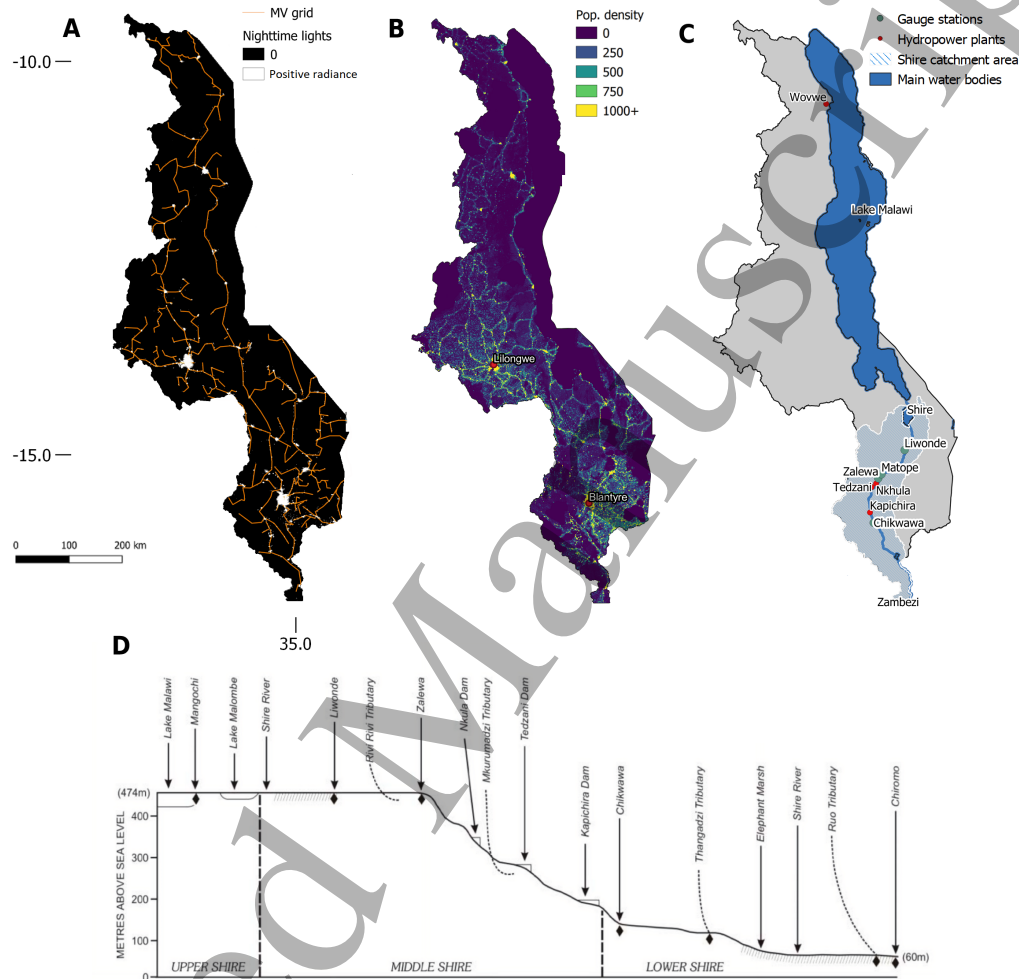 A
MV grid
Nighttime lights
0
Positive radiance
B
Pop. density
0
250
500
750
1000+
C
Gauge stations
Hydropower plants
Shire catchment area
Main water bodies
-10.0
-15.0
0 100 200 km
35.0
Lilongwe
Blantyre
Wovwe
Lake Malawi
Shire
Liwonde
Zalewa
Matope
Tedzani
Nkhula
Kapichira
Chikwawa
Zambezi
D
Lake Malawi
Mangochi
Lake Malombe
Shire River
Liwonde
Rivi Rivi Tributary
Zalewa
Nkula Dam
Mkurumadzi Tributary
Tedzani Dam
Kapichira Dam
Chikwawa
Thangadzi Tributary
Elephant Marsh
Shire River
Ruo Tributary
Chiromo
METRES ABOVE SEA LEVEL
(474m)
400
300
200
100
0
(60m)
UPPER SHIRE
MIDDLE SHIRE
LOWER SHIRE
d Manuscrip